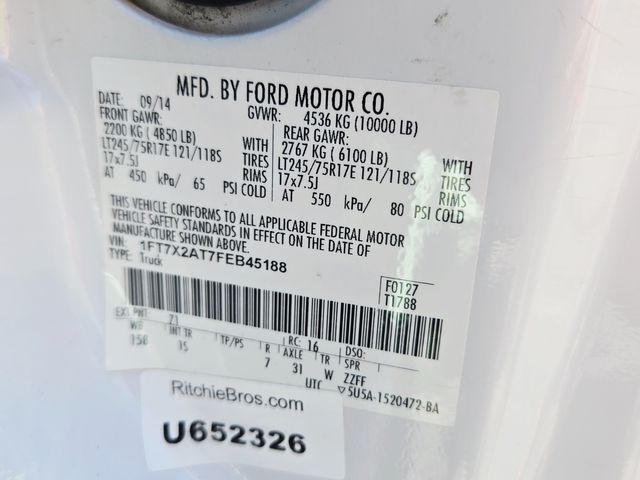 MFD. BY FORD MOTOR CO.
DATE: 09/14 GVWR: 4536 KG (10000 LB)
FRONT GAWR: REAR GAWR:
2200 KG (4850 LB) WITH 2767 KG (6100 LB) WITH
LT245/75R17E 121/118S TIRES LT245/75R17E 121/118S TIRES
17x7.5J RIMS 17x7.5J RIMS
AT 450 kPa/ 65 PSI COLD AT 550 kPa/ 80 PSI COLD
THIS VEHICLE CONFORMS TO ALL APPLICABLE FEDERAL MOTOR
VEHICLE SAFETY STANDARDS IN EFFECT ON THE DATE OF
MANUFACTURE SHOWN ABOVE.
VIN: 1FT7X2AT7FEB45188
TYPE: Truck
F0127
T1788
EXT PNT: Z1 RC: 16 DSO:
WB INT TR TP/PS R AXLE TR SPR
158 15 7 31 W ZZFF
UTC ▽5U5A-1520472-BA
RitchieBros.com
U652326